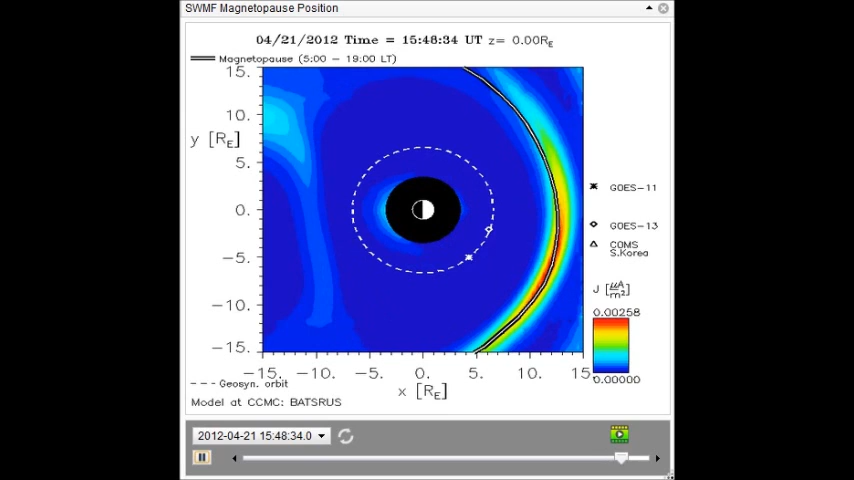 SWMF Magnetopause Position
04/21/2012 Time = 15:48:34 UT z= 0.00RE
Magnetopause (5:00 - 19:00 LT)
15.
10.
y [RE]
5.
0.
-5.
-10.
-15.
-15. -10. -5. 0. 5. 10. 15.
x [RE]
GOES-11
GOES-13
COMS
S.Korea
J [μA/m²]
0.00258
0.00000
Geosyn. orbit
Model at CCMC: BATSRUS
2012-04-21 15:48:34.0